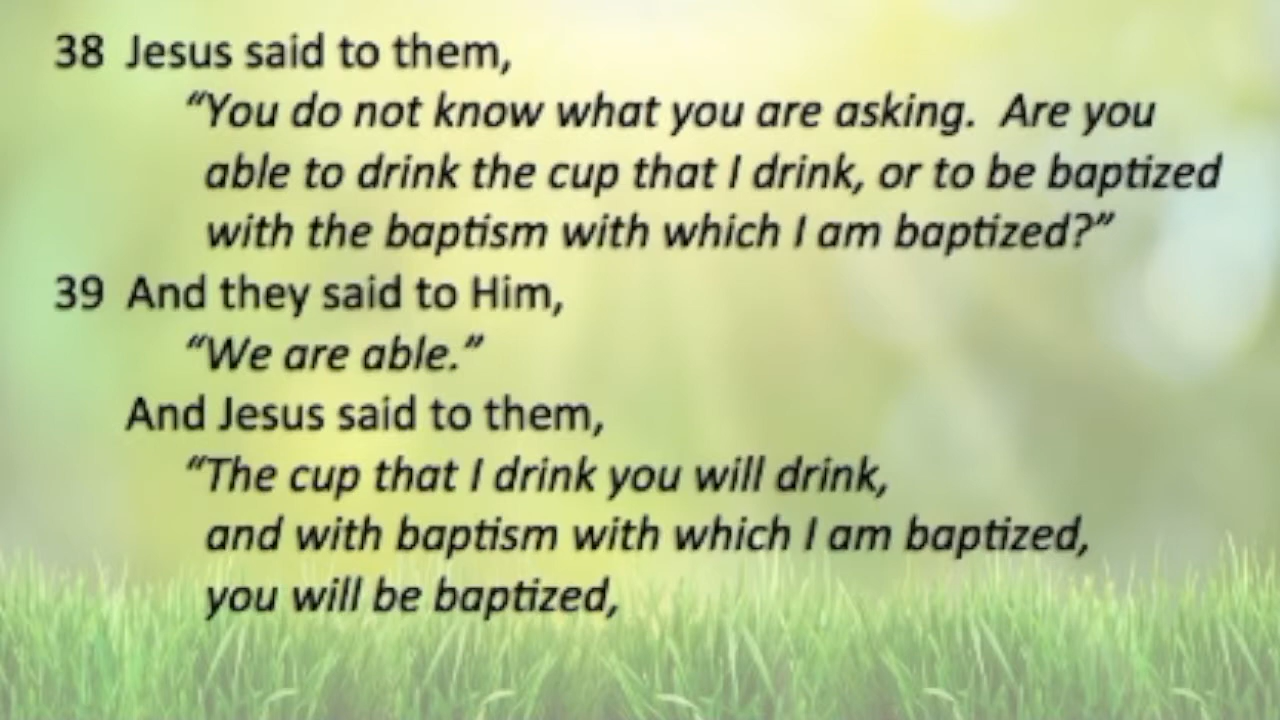 38 Jesus said to them,
“You do not know what you are asking. Are you
able to drink the cup that I drink, or to be baptized
with the baptism with which I am baptized?”
39 And they said to Him,
“We are able.”
And Jesus said to them,
“The cup that I drink you will drink,
and with baptism with which I am baptized,
you will be baptized,